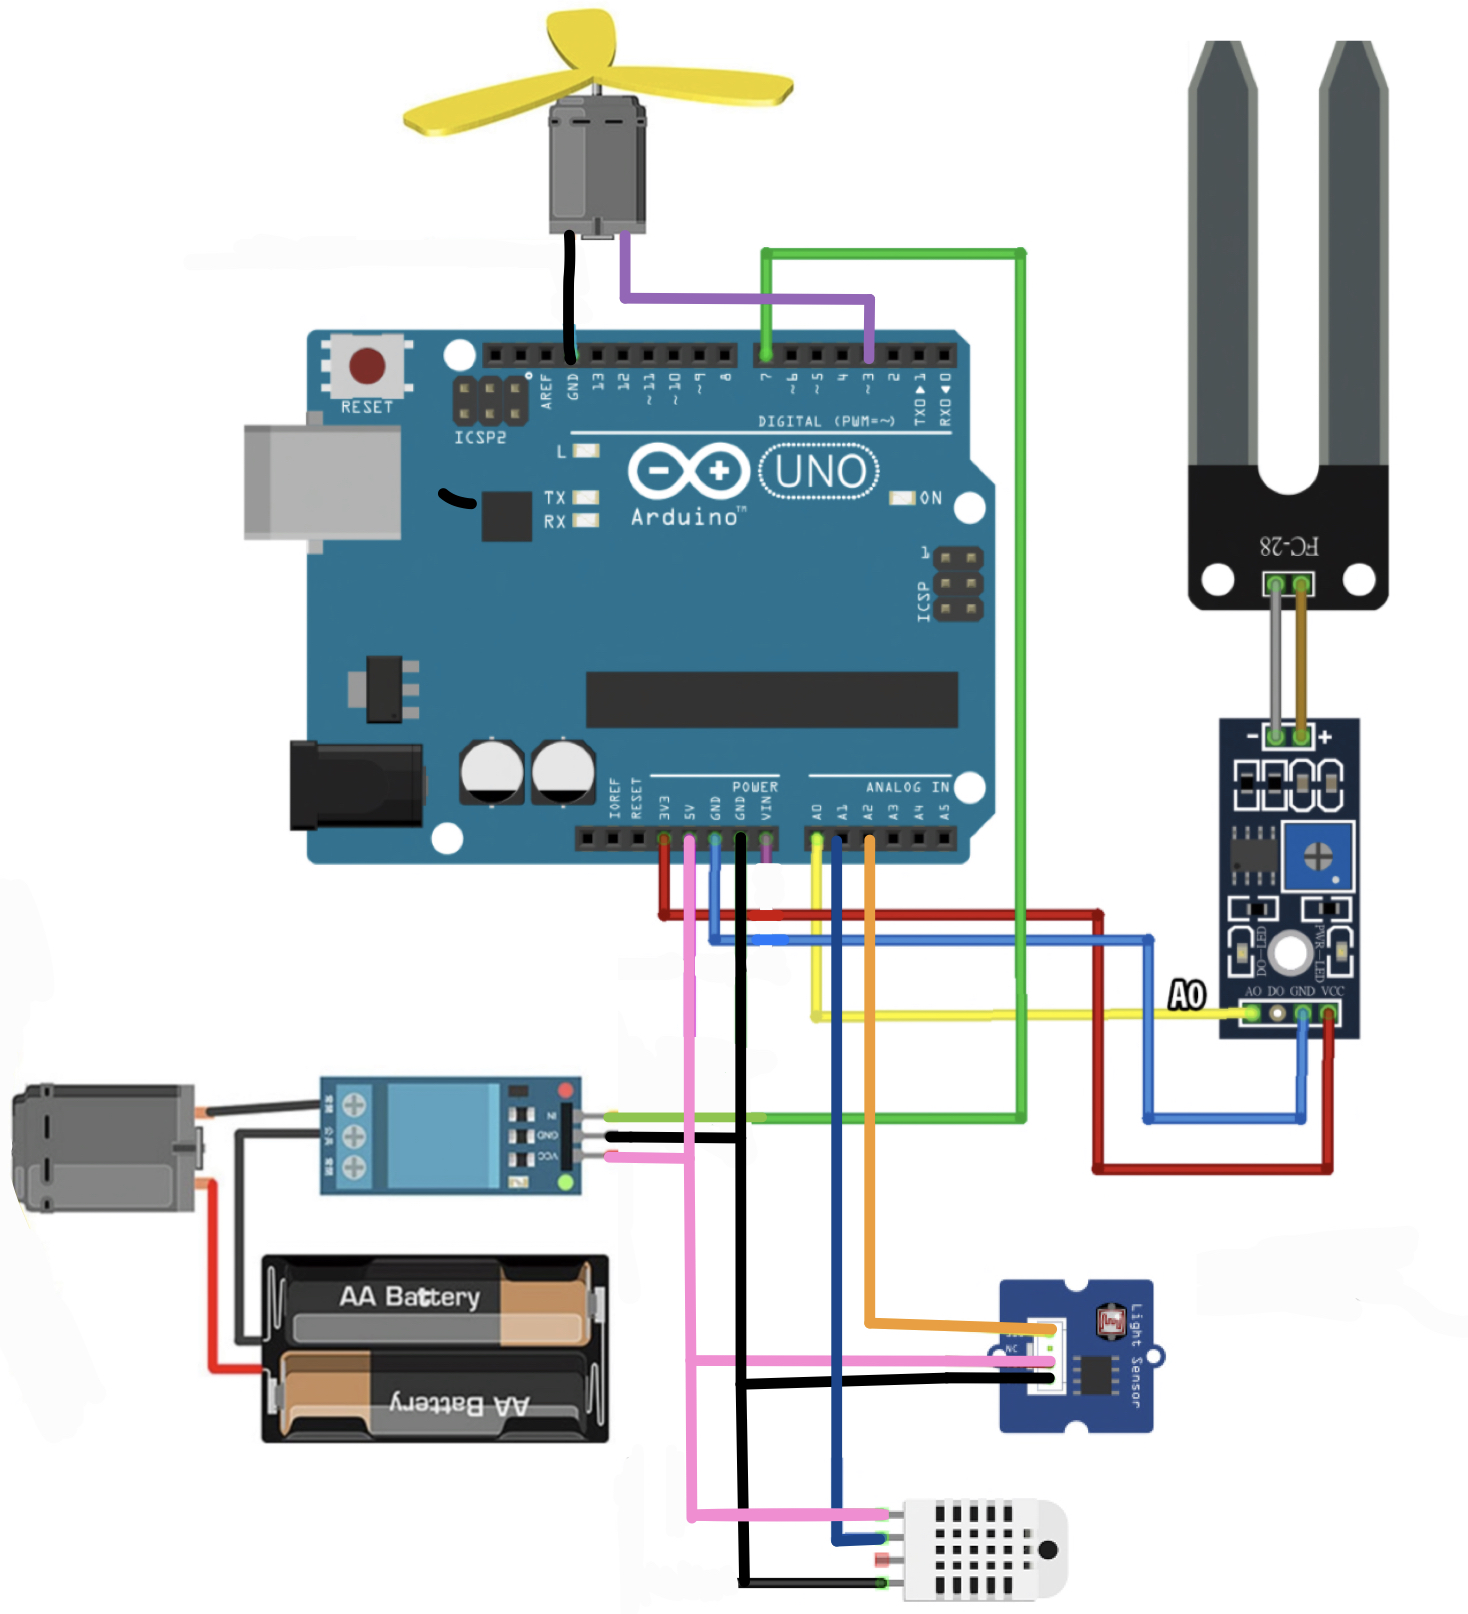 FC-28
RESET
ICSP2
AREF
GND
13
12
~11
~10
~9
8
7
~6
~5
4
~3
2
TX0▶1
RX0◀0
DIGITAL (PWM=~)
L
TX
RX
UNO
Arduino™
ON
1
ICSP
- +
IOREF
RESET
3V3
5V
GND
GND
VIN
POWER
A0
A1
A2
A3
A4
A5
ANALOG IN
DO-LED
PWR-LED
AO DO GND VCC
A0
IN
GND
VCC
AA Battery
AA Battery
NC
Light Sensor